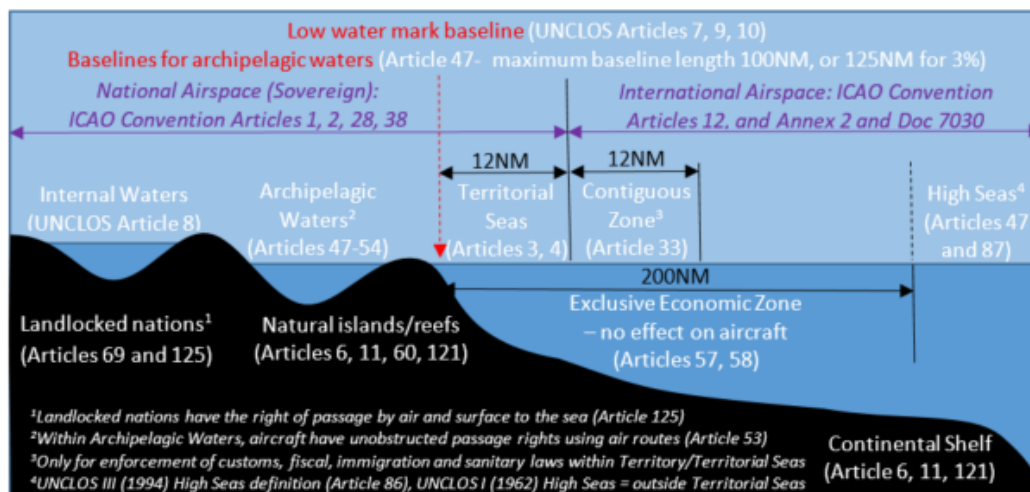 Low water mark baseline (UNCLOS Articles 7, 9, 10)
Baselines for archipelagic waters (Article 47- maximum baseline length 100NM, or 125NM for 3%)
National Airspace (Sovereign):
ICAO Convention Articles 1, 2, 28, 38
International Airspace: ICAO Convention
Articles 12, and Annex 2 and Doc 7030
12NM
12NM
Internal Waters
(UNCLOS Article 8)
Archipelagic
Waters²
(Articles 47-54)
Territorial
Seas
(Articles 3, 4)
Contiguous
Zone³
(Article 33)
High Seas⁴
(Articles 47
and 87)
200NM
Exclusive Economic Zone
– no effect on aircraft
(Articles 57, 58)
Landlocked nations¹
(Articles 69 and 125)
Natural islands/reefs
(Articles 6, 11, 60, 121)
¹Landlocked nations have the right of passage by air and surface to the sea (Article 125)
²Within Archipelagic Waters, aircraft have unobstructed passage rights using air routes (Article 53)
³Only for enforcement of customs, fiscal, immigration and sanitary laws within Territory/Territorial Seas
⁴UNCLOS III (1994) High Seas definition (Article 86), UNCLOS I (1962) High Seas = outside Territorial Seas
Continental Shelf
(Article 6, 11, 121)